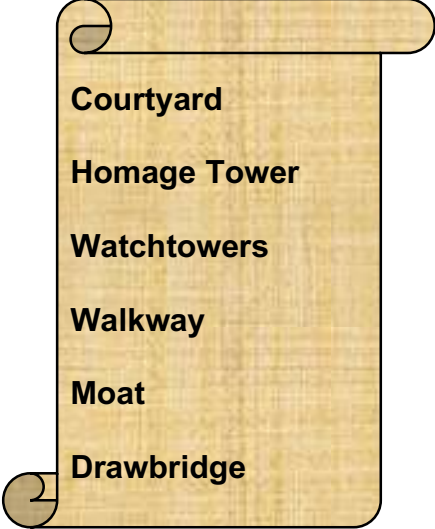 Courtyard
Homage Tower
Watchtowers
Walkway
Moat
Drawbridge